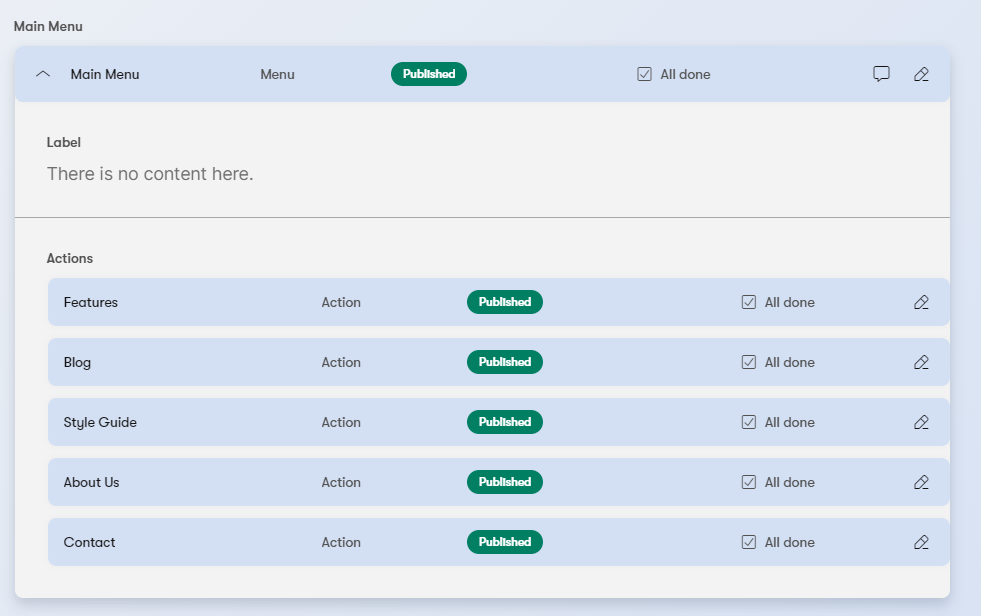 Main Menu
Main Menu Menu Published All done
Label
There is no content here.
Actions
Features Action Published All done
Blog Action Published All done
Style Guide Action Published All done
About Us Action Published All done
Contact Action Published All done